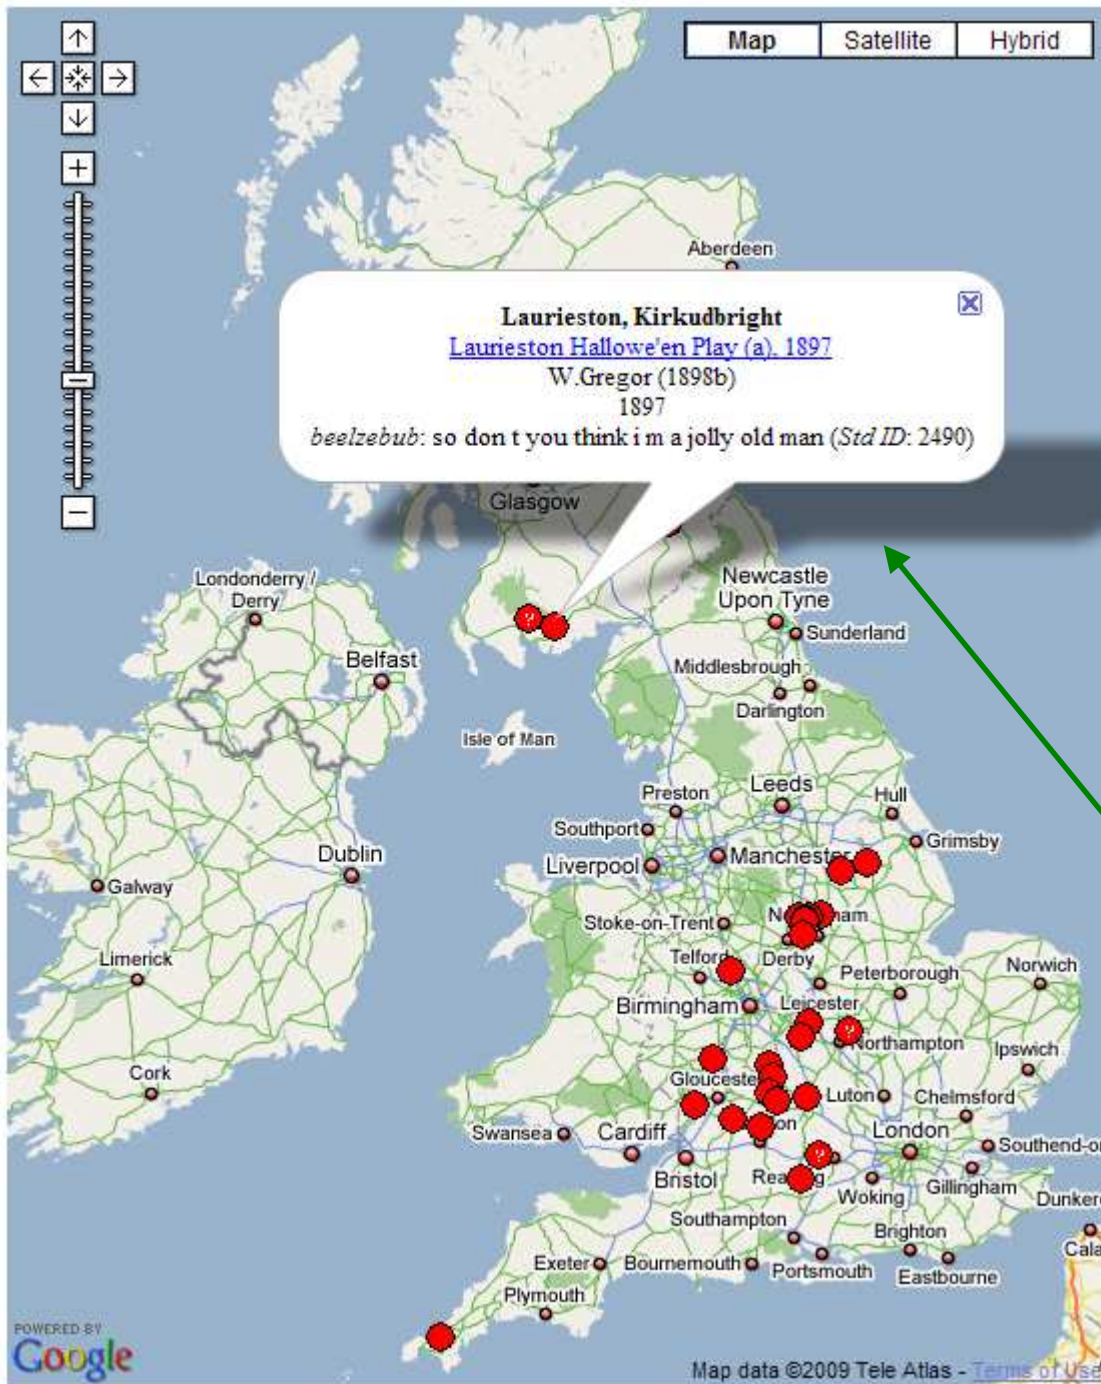 Map Satellite Hybrid
Aberdeen
Laurieston, Kirkudbright
Laurieston Hallowe'en Play (a), 1897
W.Gregor (1898b)
1897
beelzebub: so don t you think i m a jolly old man (Std ID: 2490)
Glasgow
Londonderry /
Derry
Newcastle
Upon Tyne
Sunderland
Belfast
Middlesbrough
Darlington
Isle of Man
Leeds
Preston
Hull
Southport
Grimsby
Dublin
Liverpool
Manchester
Galway
Stoke-on-Trent
Derby
Limerick
Telford
Peterborough
Norwich
Birmingham
Leicester
Northampton
Ipswich
Cork
Luton
Chelmsford
Swansea
Cardiff
London
Southend-o
Bristol
Gillingham
Woking
Dunker
Southampton
Brighton
Cala
Exeter
Bournemouth
Portsmouth
Eastbourne
Plymouth
POWERED BY
Google
Map data ©2009 Tele Atlas - Terms of Use